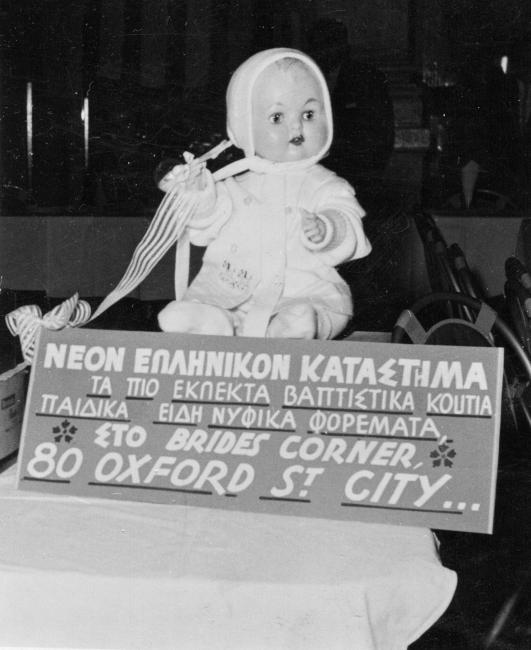 ΝΕΟΝ ΕΛΛΗΝΙΚΟΝ ΚΑΤΑΣΤΗΜΑ
ΤΑ ΠΙΟ ΕΚΛΕΚΤΑ ΒΑΠΤΙΣΤΙΚΑ ΚΟΥΤΙΑ
ΠΑΙΔΙΚΑ ΕΙΔΗ ΝΥΦΙΚΑ ΦΟΡΕΜΑΤΑ,
ΣΤΟ BRIDES CORNER,
80 OXFORD ST. CITY...